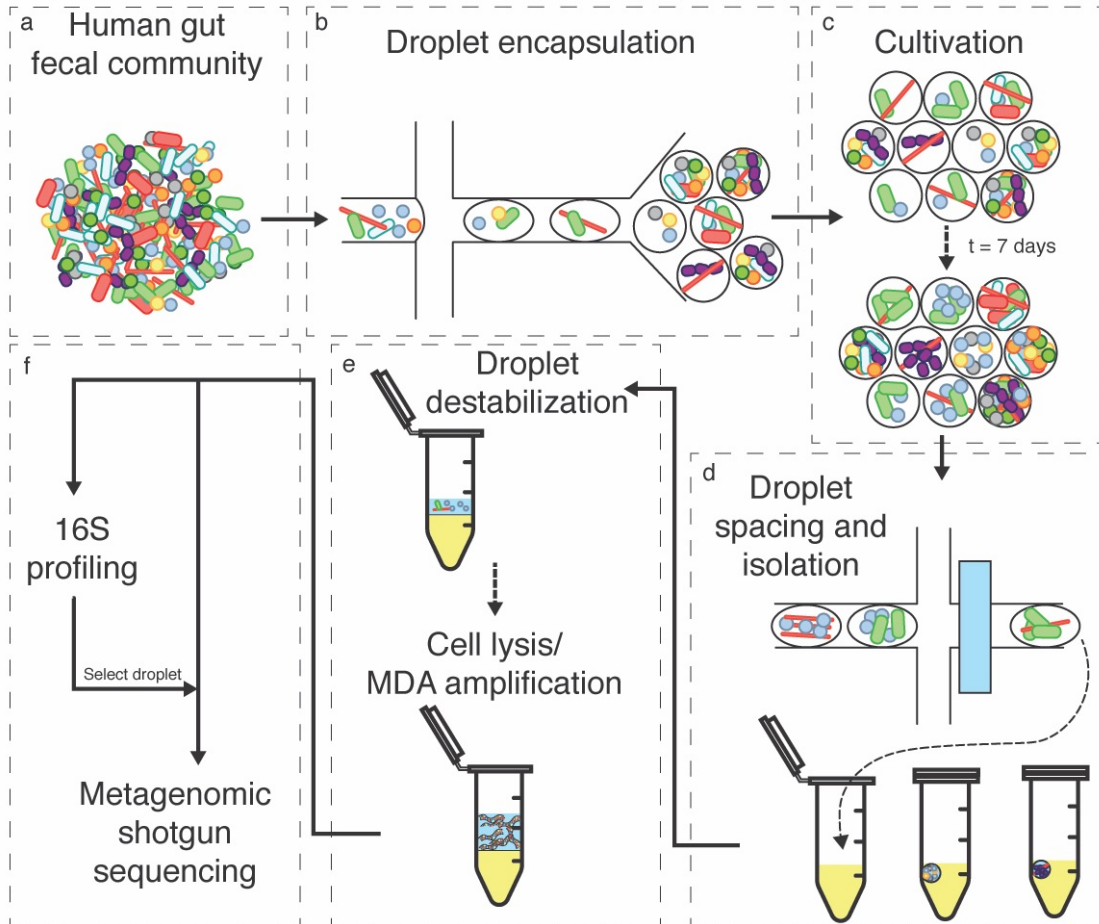 a
Human gut
fecal community
b
Droplet encapsulation
c
Cultivation
t = 7 days
d
Droplet
spacing and
isolation
e
Droplet
destabilization
Cell lysis/
MDA amplification
f
16S
profiling
Select droplet
Metagenomic
shotgun
sequencing